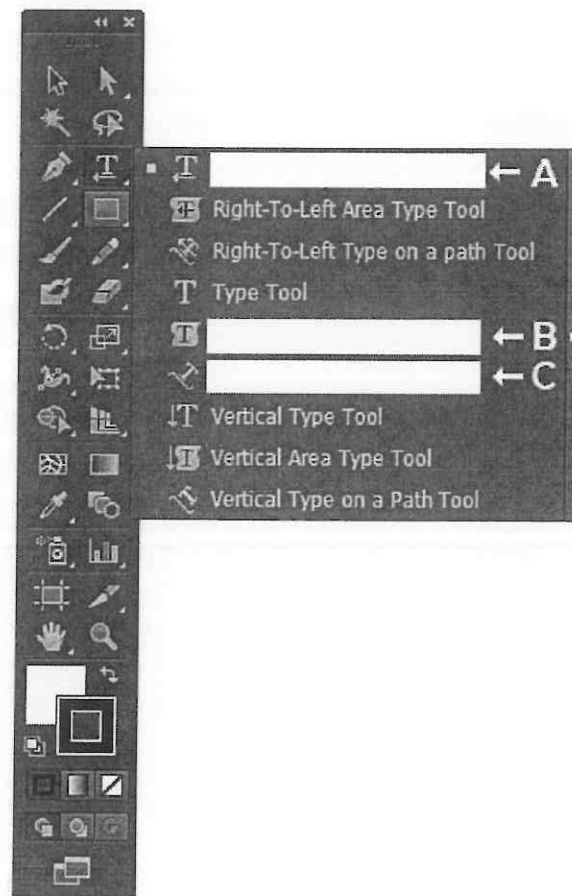 A
Right-To-Left Area Type Tool
Right-To-Left Type on a path Tool
Type Tool
B
C
Vertical Type Tool
Vertical Area Type Tool
Vertical Type on a Path Tool